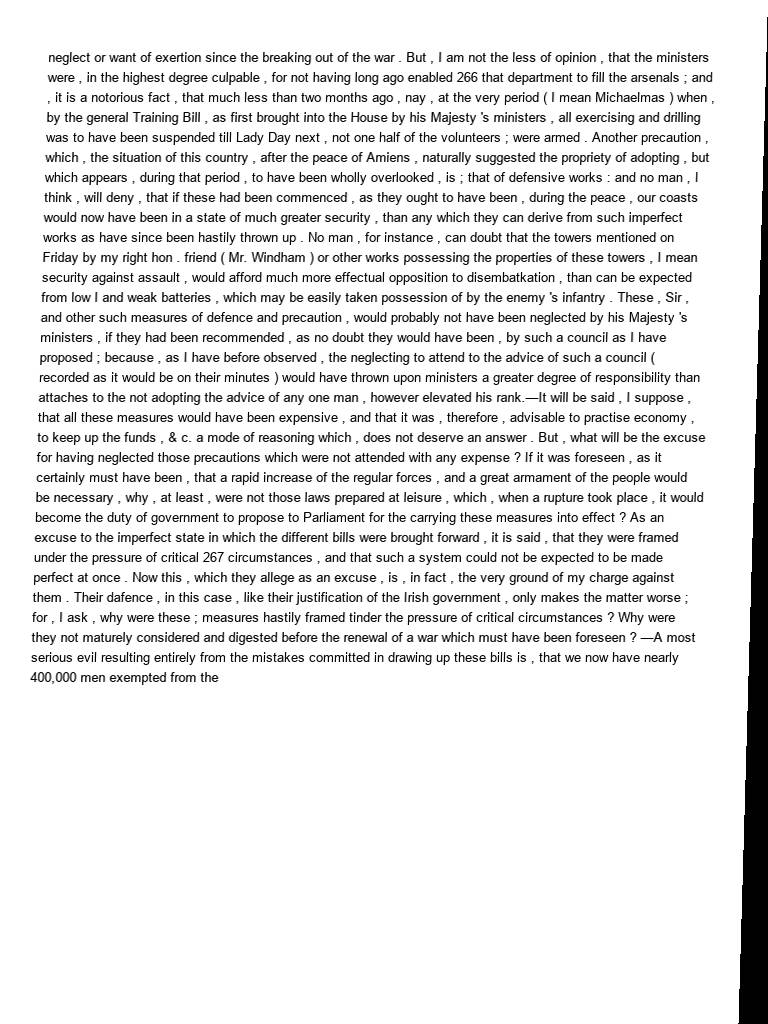 neglect or want of exertion since the breaking out of the war . But , I am not the less of opinion , that the ministers
were , in the highest degree culpable , for not having long ago enabled 266 that department to fill the arsenals ; and
, it is a notorious fact , that much less than two months ago , nay , at the very period ( I mean Michaelmas ) when ,
by the general Training Bill , as first brought into the House by his Majesty 's ministers , all exercising and drilling
was to have been suspended till Lady Day next , not one half of the volunteers ; were armed . Another precaution ,
which , the situation of this country , after the peace of Amiens , naturally suggested the propriety of adopting , but
which appears , during that period , to have been wholly overlooked , is ; that of defensive works : and no man , I
think , will deny , that if these had been commenced , as they ought to have been , during the peace , our coasts
would now have been in a state of much greater security , than any which they can derive from such imperfect
works as have since been hastily thrown up . No man , for instance , can doubt that the towers mentioned on
Friday by my right hon . friend ( Mr. Windham ) or other works possessing the properties of these towers , I mean
security against assault , would afford much more effectual opposition to disembatkation , than can be expected
from low I and weak batteries , which may be easily taken possession of by the enemy 's infantry . These , Sir ,
and other such measures of defence and precaution , would probably not have been neglected by his Majesty 's
ministers , if they had been recommended , as no doubt they would have been , by such a council as I have
proposed ; because , as I have before observed , the neglecting to attend to the advice of such a council (
recorded as it would be on their minutes ) would have thrown upon ministers a greater degree of responsibility than
attaches to the not adopting the advice of any one man , however elevated his rank.—It will be said , I suppose ,
that all these measures would have been expensive , and that it was , therefore , advisable to practise economy ,
to keep up the funds , & c. a mode of reasoning which , does not deserve an answer . But , what will be the excuse
for having neglected those precautions which were not attended with any expense ? If it was foreseen , as it
certainly must have been , that a rapid increase of the regular forces , and a great armament of the people would
be necessary , why , at least , were not those laws prepared at leisure , which , when a rupture took place , it would
become the duty of government to propose to Parliament for the carrying these measures into effect ? As an
excuse to the imperfect state in which the different bills were brought forward , it is said , that they were framed
under the pressure of critical 267 circumstances , and that such a system could not be expected to be made
perfect at once . Now this , which they allege as an excuse , is , in fact , the very ground of my charge against
them . Their dafence , in this case , like their justification of the Irish government , only makes the matter worse ;
for , I ask , why were these ; measures hastily framed tinder the pressure of critical circumstances ? Why were
they not maturely considered and digested before the renewal of a war which must have been foreseen ? —A most
serious evil resulting entirely from the mistakes committed in drawing up these bills is , that we now have nearly
400,000 men exempted from the